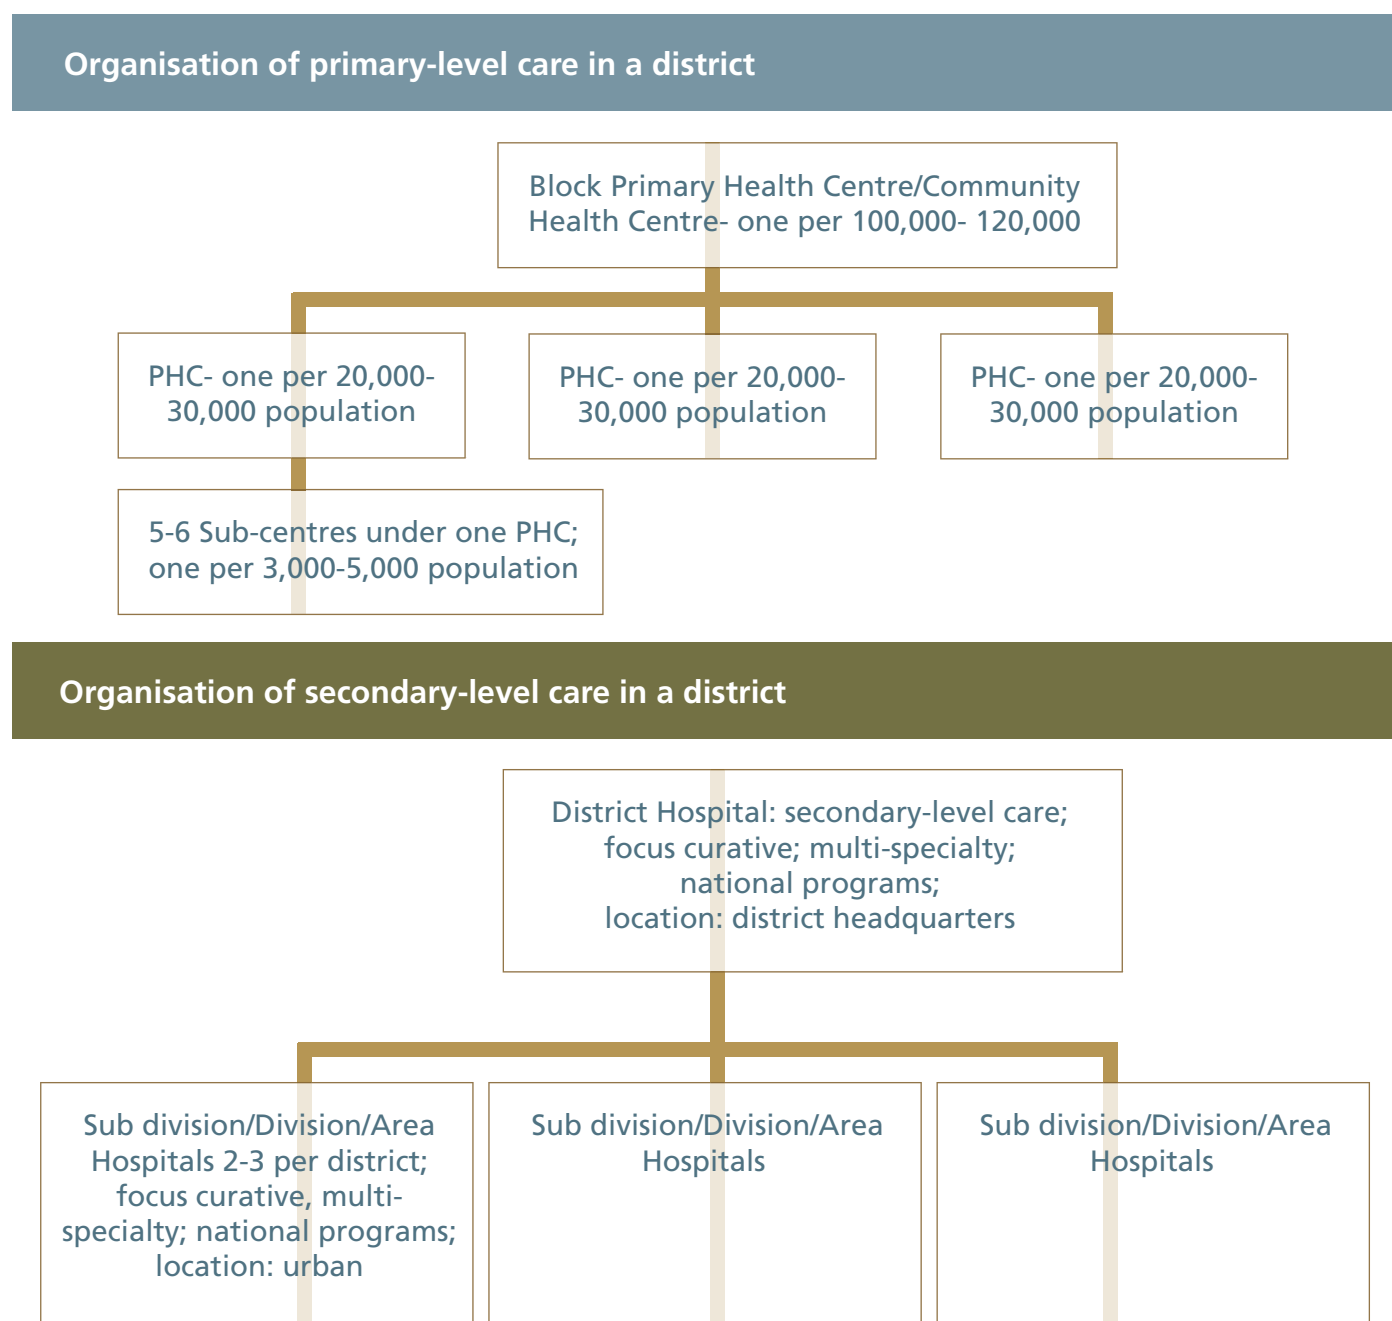 Organisation of primary-level care in a district
Block Primary Health Centre/Community
Health Centre- one per 100,000- 120,000
PHC- one per 20,000-
30,000 population
PHC- one per 20,000-
30,000 population
PHC- one per 20,000-
30,000 population
5-6 Sub-centres under one PHC;
one per 3,000-5,000 population
Organisation of secondary-level care in a district
District Hospital: secondary-level care;
focus curative; multi-specialty;
national programs;
location: district headquarters
Sub division/Division/Area
Hospitals 2-3 per district;
focus curative, multi-
specialty; national programs;
location: urban
Sub division/Division/Area
Hospitals
Sub division/Division/Area
Hospitals